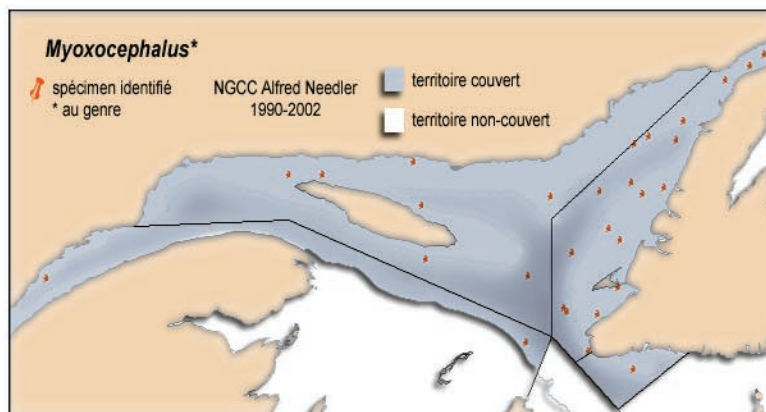 Myoxocephalus*
spécimen identifié
* au genre
NGCC Alfred Needler
1990-2002
territoire couvert
territoire non-couvert